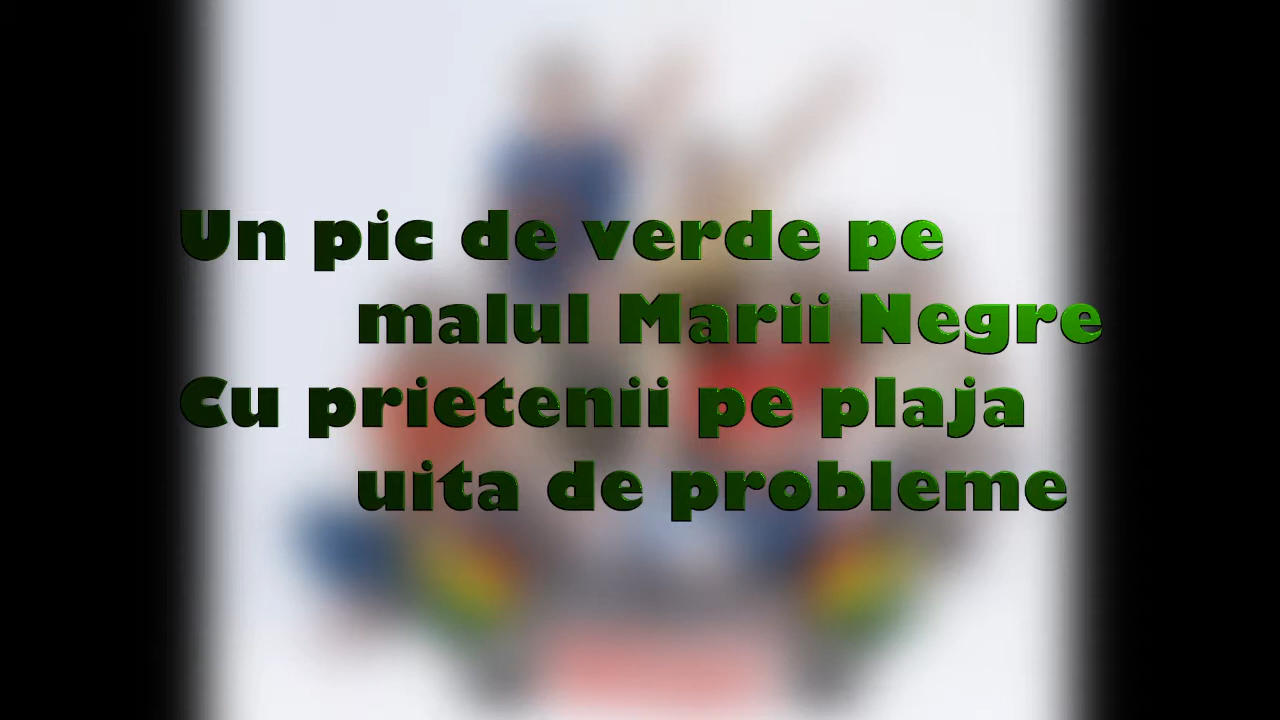 Un pic de verde pe
malul Marii Negre
Cu prietenii pe plaja
uita de probleme